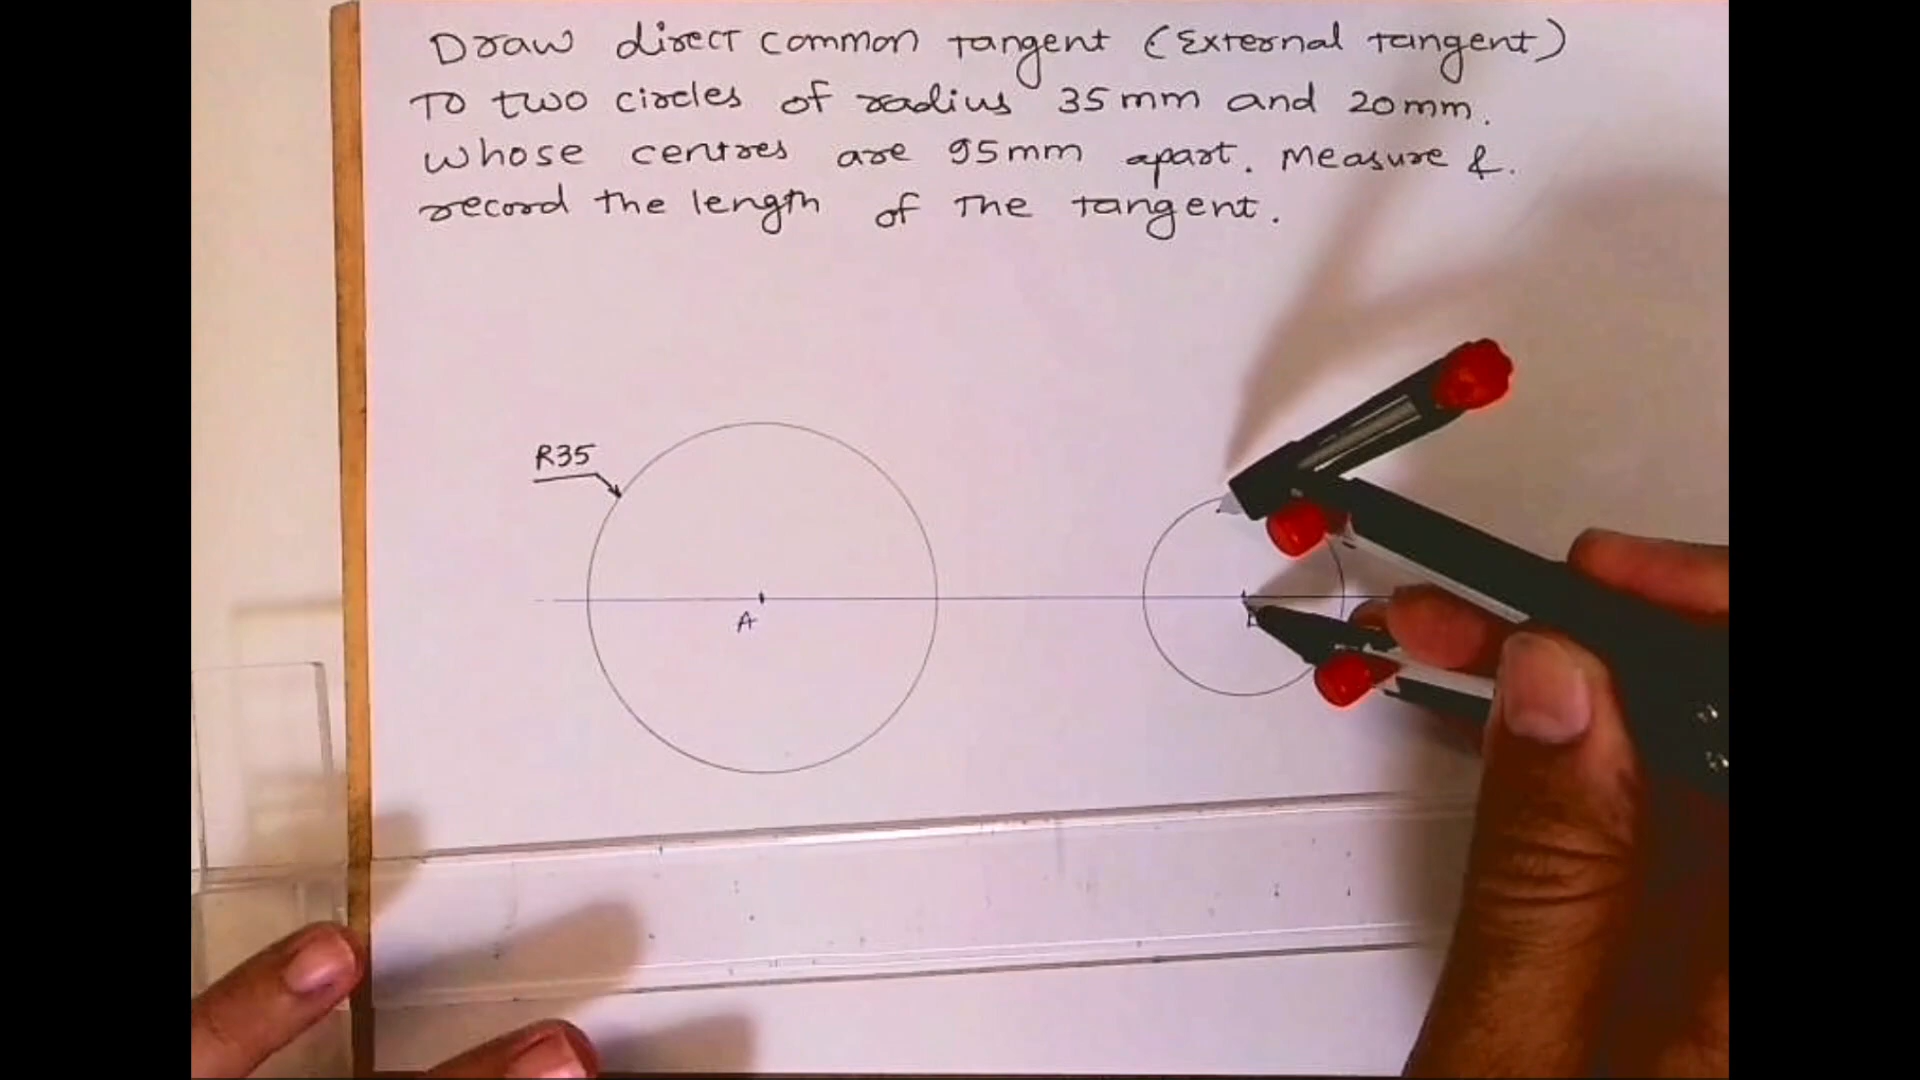 Draw direct common tangent (External tangent)
To two circles of radius 35mm and 20mm.
whose centres are 95mm apart. Measure &.
record the length of the tangent.
R35
A